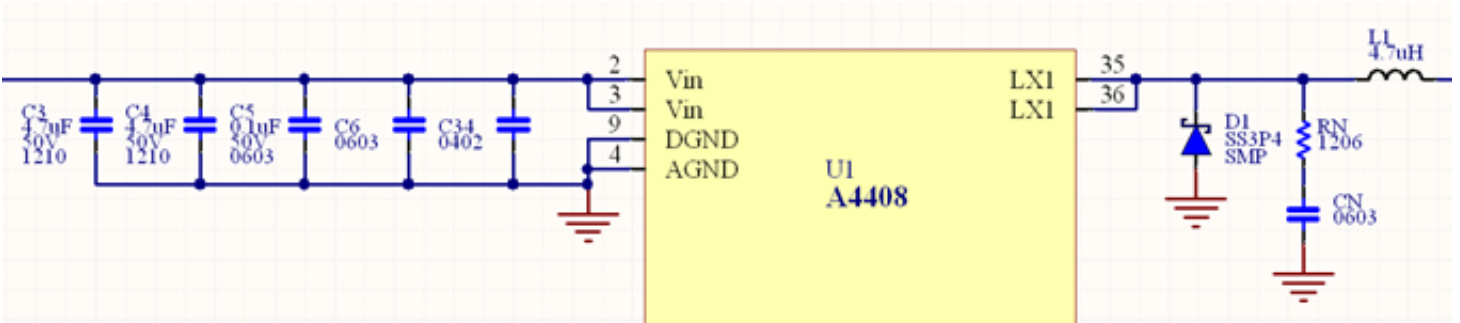 C3
4.7uF
50V
1210
C4
4.7uF
50V
1210
C5
0.1uF
50V
0603
C6
0603
C34
0402
2
3
9
4
Vin
Vin
DGND
AGND
U1
A4408
LX1
LX1
35
36
D1
SS3P4
SMP
RN
1206
CN
0603
L1
4.7uH